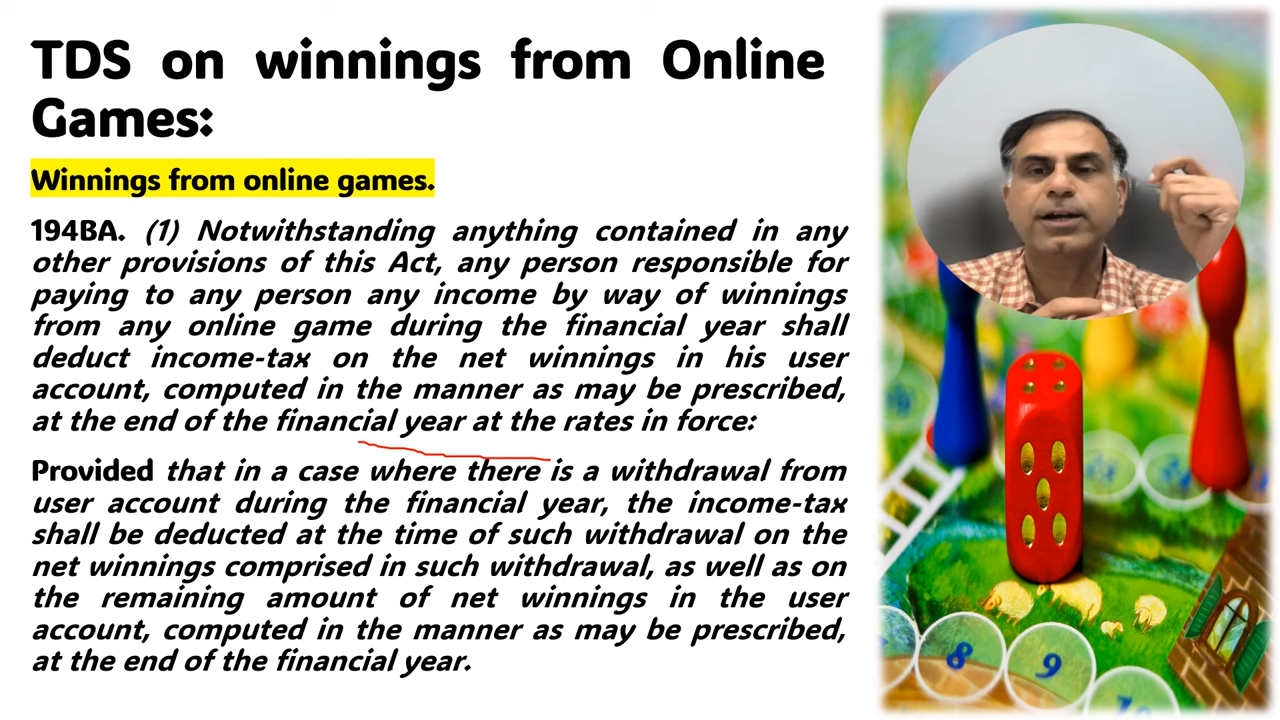 TDS on winnings from Online
Games:
Winnings from online games.
194BA. (1) Notwithstanding anything contained in any
other provisions of this Act, any person responsible for
paying to any person any income by way of winnings
from any online game during the financial year shall
deduct income-tax on the net winnings in his user
account, computed in the manner as may be prescribed,
at the end of the financial year at the rates in force:
Provided that in a case where there is a withdrawal from
user account during the financial year, the income-tax
shall be deducted at the time of such withdrawal on the
net winnings comprised in such withdrawal, as well as on
the remaining amount of net winnings in the user
account, computed in the manner as may be prescribed,
at the end of the financial year.
8
9